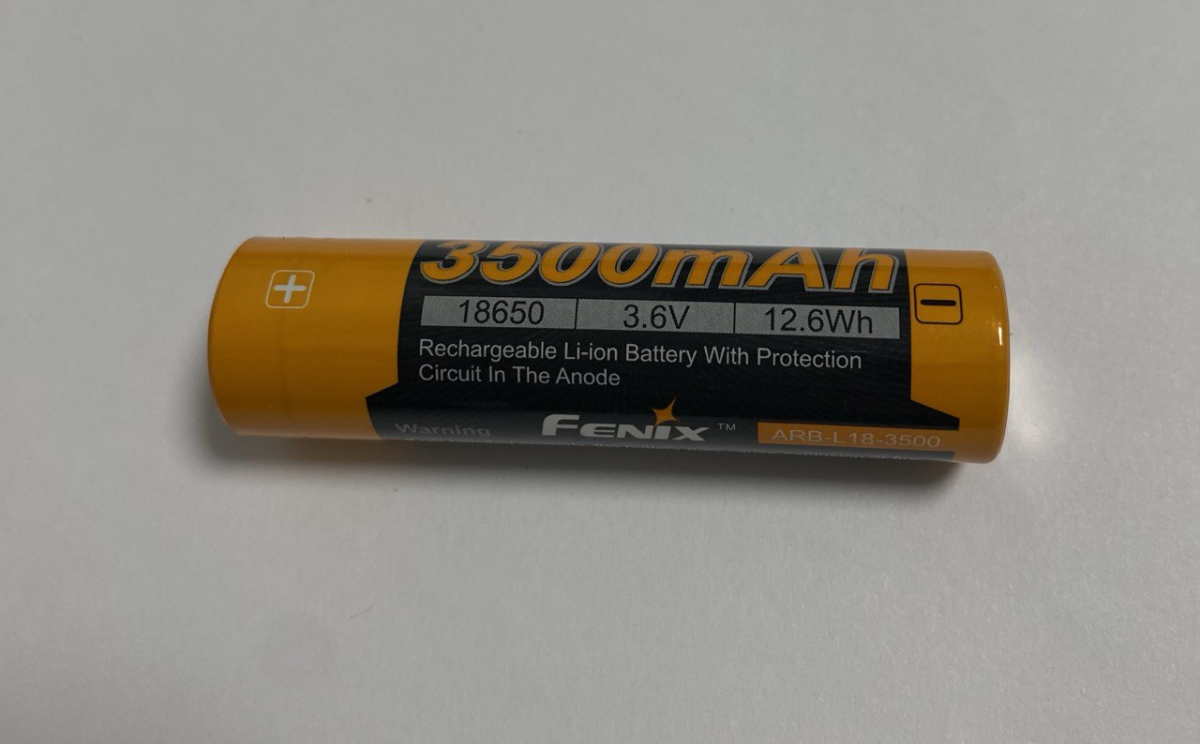 3500mAh
18650 3.6V 12.6Wh
Rechargeable Li-ion Battery With Protection
Circuit In The Anode
Warning FENIX™ ARB-L18-3500